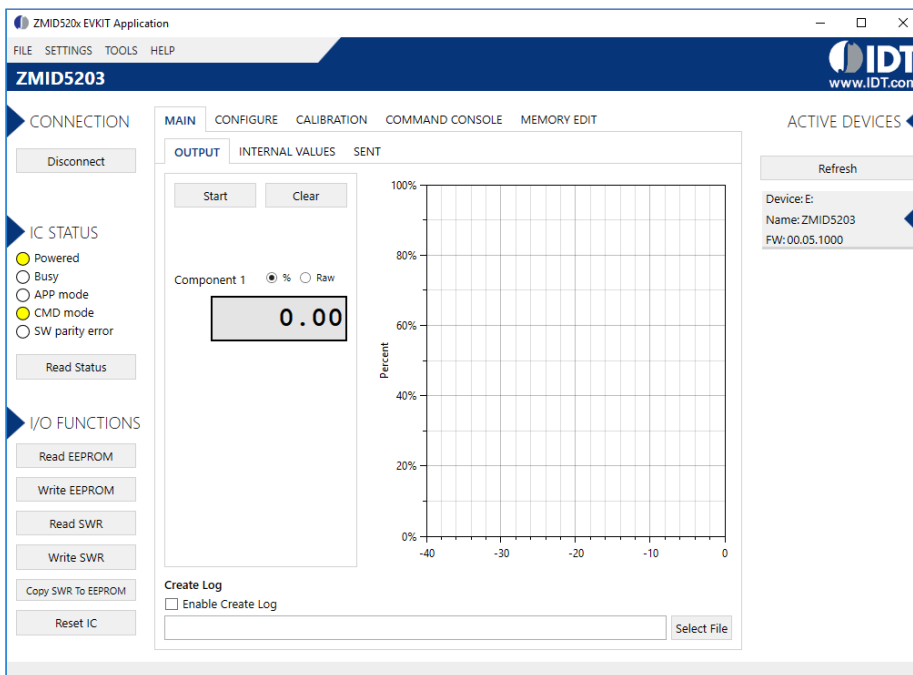 ZMID520x EVKIT Application
FILE SETTINGS TOOLS HELP
IDT
www.IDT.com
ZMID5203
CONNECTION
Disconnect
IC STATUS
Powered
Busy
APP mode
CMD mode
SW parity error
Read Status
I/O FUNCTIONS
Read EEPROM
Write EEPROM
Read SWR
Write SWR
Copy SWR To EEPROM
Reset IC
MAIN CONFIGURE CALIBRATION COMMAND CONSOLE MEMORY EDIT
OUTPUT INTERNAL VALUES SENT
Start Clear
Component 1 % Raw
0.00
Percent
100%
80%
60%
40%
20%
0%
-40 -30 -20 -10 0
Create Log
Enable Create Log
Select File
ACTIVE DEVICES
Refresh
Device: E:
Name: ZMID5203
FW: 00.05.1000